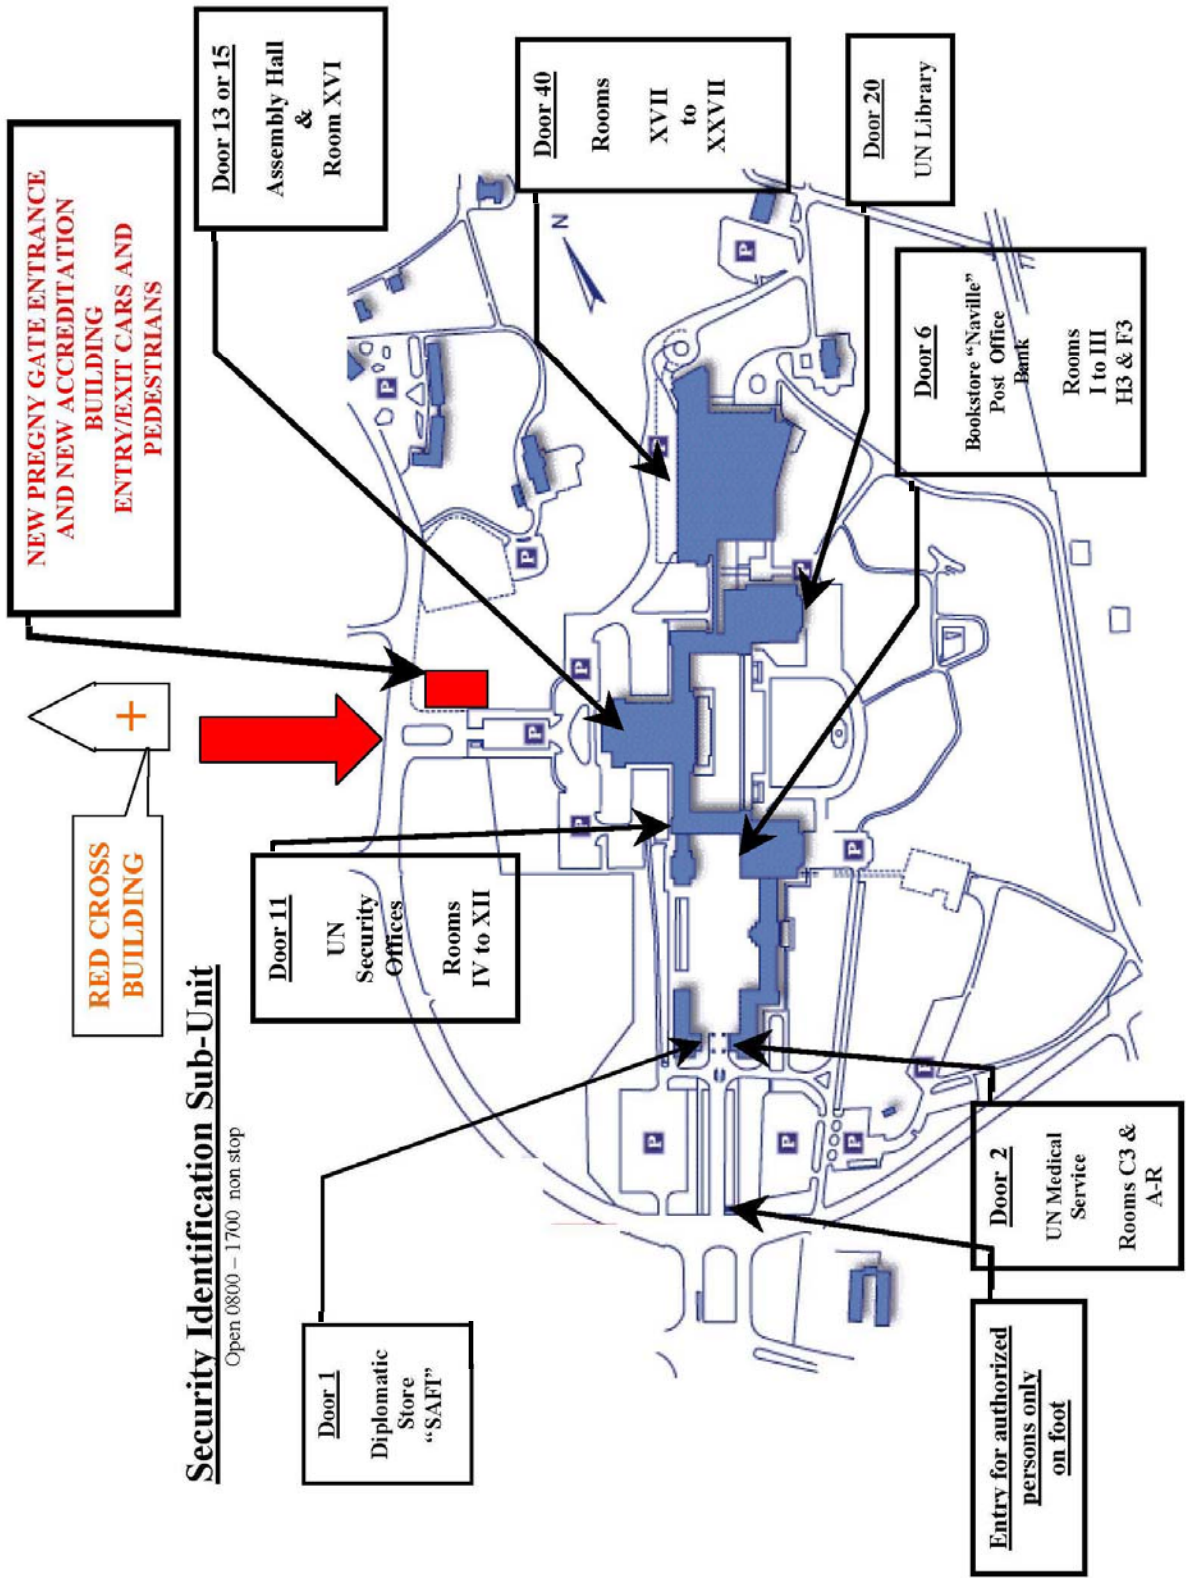 Security Identification Sub-Unit
Open 0800 – 1700 non stop
RED CROSS
BUILDING
+
NEW PREGNY GATE ENTRANCE
AND NEW ACCREDITATION
BUILDING
ENTRY/EXIT CARS AND
PEDESTRIANS
Door 1
Diplomatic
Store
“SAFI”
Door 11
UN
Security
Offices
Rooms
IV to XII
Door 13 or 15
Assembly Hall
&
Room XVI
Door 40
Rooms
XVII
to
XXVII
Door 20
UN Library
Door 6
Bookstore “Naville”
Post Office
Bank
Rooms
I to III
H3 & F3
Door 2
UN Medical
Service
Rooms C3 &
A-R
Entry for authorized
persons only
on foot
N
P
P
P
P
P
P
P
P
P
P
P
P
P